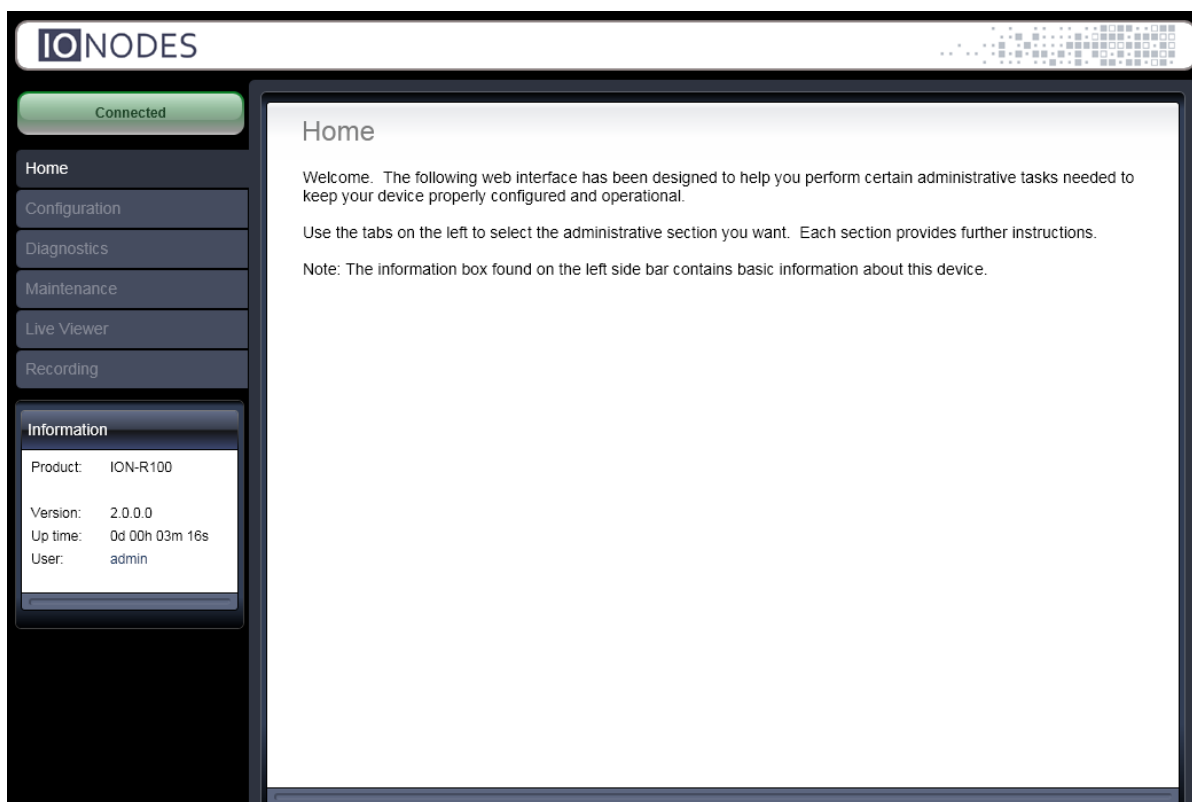 IONODES
Connected
Home
Configuration
Diagnostics
Maintenance
Live Viewer
Recording
Information
Product: ION-R100
Version: 2.0.0.0
Up time: 0d 00h 03m 16s
User: admin
Home
Welcome. The following web interface has been designed to help you perform certain administrative tasks needed to
keep your device properly configured and operational.
Use the tabs on the left to select the administrative section you want. Each section provides further instructions.
Note: The information box found on the left side bar contains basic information about this device.